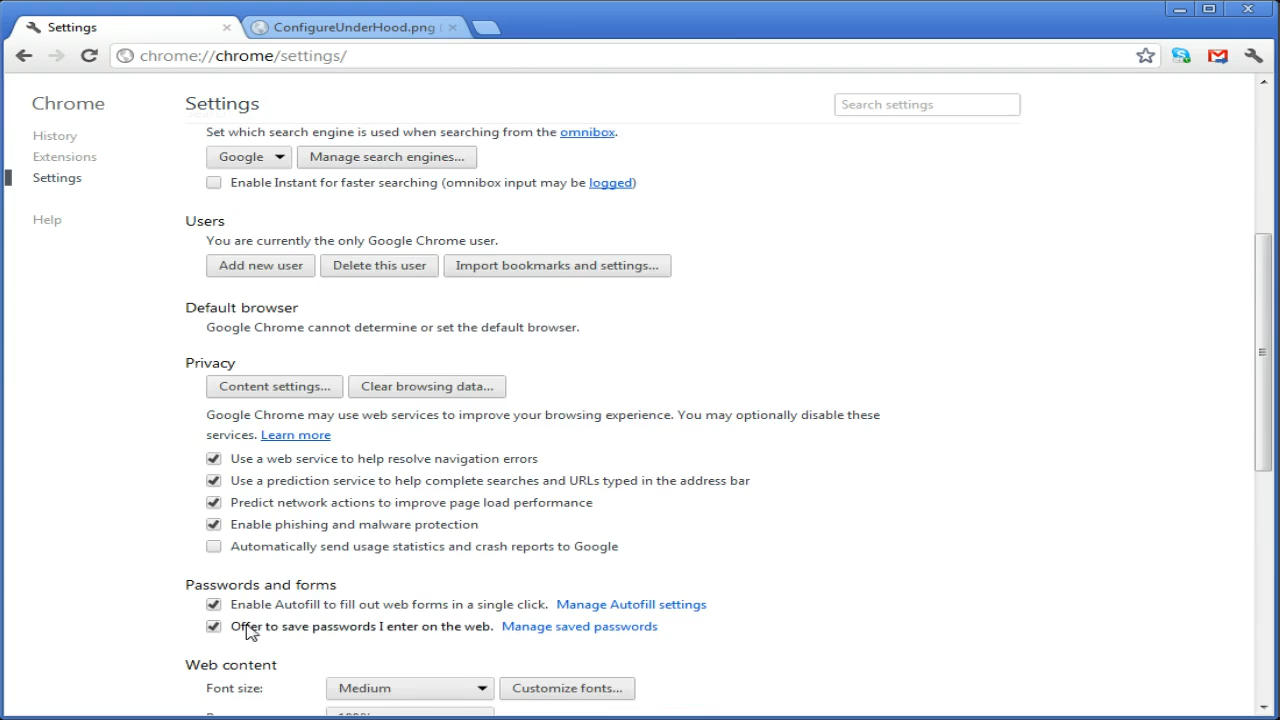 Settings
ConfigureUnderHood.png (
chrome://chrome/settings/
Chrome
Settings
Search settings
History
Extensions
Settings
Help
Set which search engine is used when searching from the omnibox.
Google
Manage search engines...
Enable Instant for faster searching (omnibox input may be logged)
Users
You are currently the only Google Chrome user.
Add new user
Delete this user
Import bookmarks and settings...
Default browser
Google Chrome cannot determine or set the default browser.
Privacy
Content settings...
Clear browsing data...
Google Chrome may use web services to improve your browsing experience. You may optionally disable these
services. Learn more
Use a web service to help resolve navigation errors
Use a prediction service to help complete searches and URLs typed in the address bar
Predict network actions to improve page load performance
Enable phishing and malware protection
Automatically send usage statistics and crash reports to Google
Passwords and forms
Enable Autofill to fill out web forms in a single click. Manage Autofill settings
Offer to save passwords I enter on the web. Manage saved passwords
Web content
Font size:
Medium
Customize fonts...